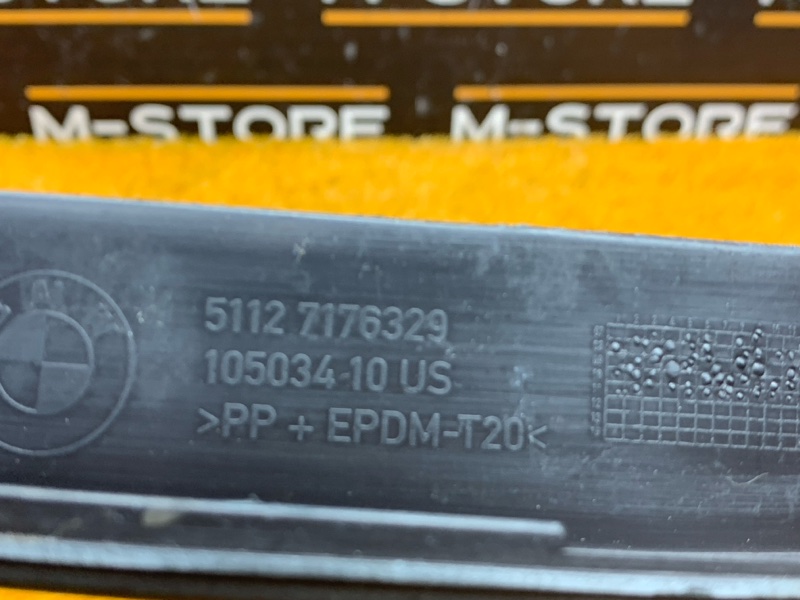 M-STORE M-STORE
5112 7176329
105034-10 US
>PP + EPDM-T20<